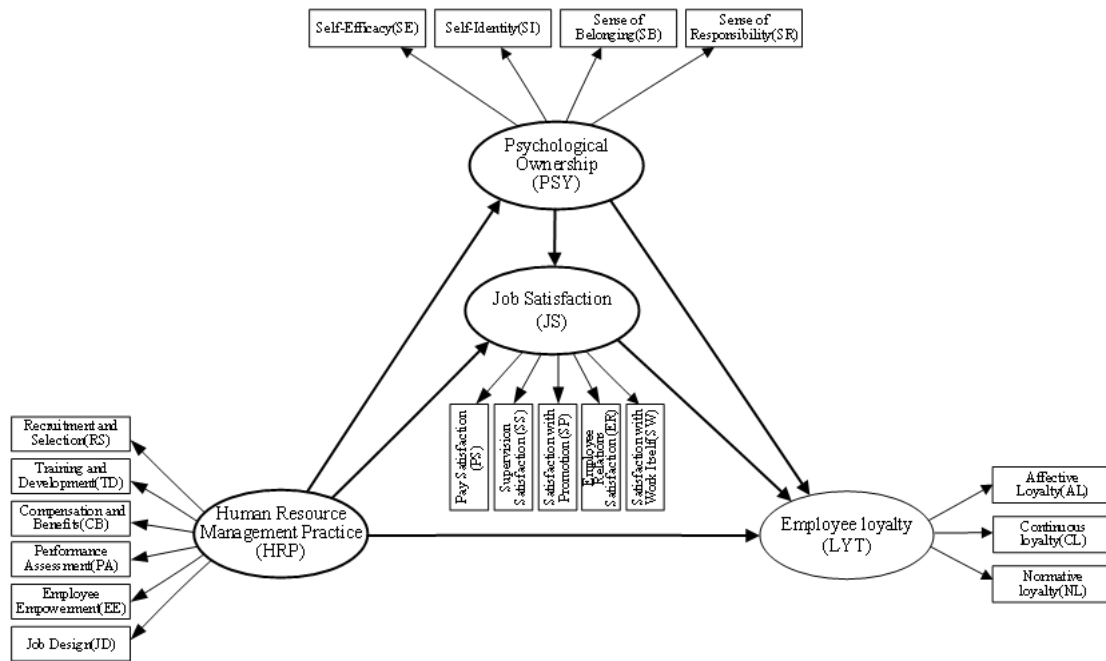 Self-Efficacy(SE)
Self-Identity(SI)
Sense of
Belonging(SB)
Sense of
Responsibility(SR)
Psychological
Ownership
(PSY)
Job Satisfaction
(JS)
Pay Satisfaction
(PS)
Supervision
Satisfaction(SS)
Satisfaction with
Promotion(SP)
Employee
Relations
Satisfaction(ER)
Satisfaction with
Work Itself(SW)
Recruitment and
Selection(RS)
Training and
Development(TD)
Compensation and
Benefits(CB)
Performance
Assessment(PA)
Employee
Empowerment(EE)
Job Design(JD)
Human Resource
Management Practice
(HRP)
Employee loyalty
(LYT)
Affective
Loyalty(AL)
Continuous
loyalty(CL)
Normative
loyalty(NL)